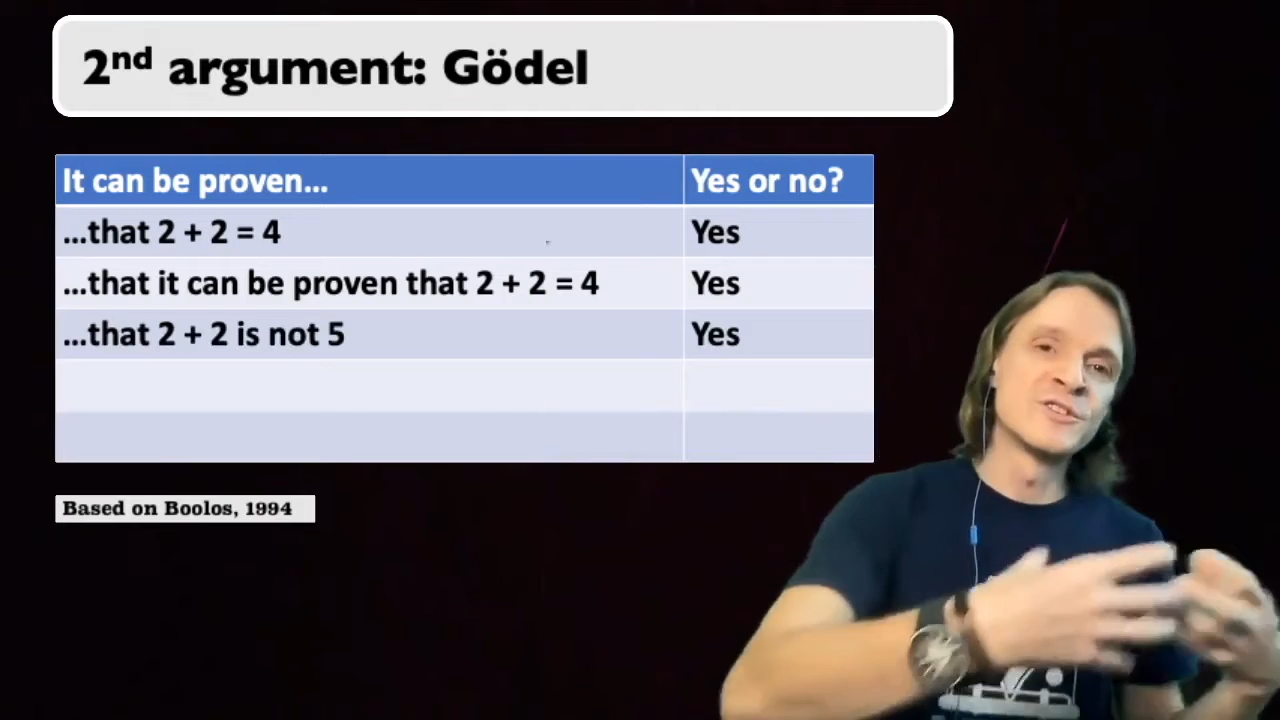 2nd argument: Gödel
It can be proven... Yes or no?
...that 2 + 2 = 4 Yes
...that it can be proven that 2 + 2 = 4 Yes
...that 2 + 2 is not 5 Yes
Based on Boolos, 1994